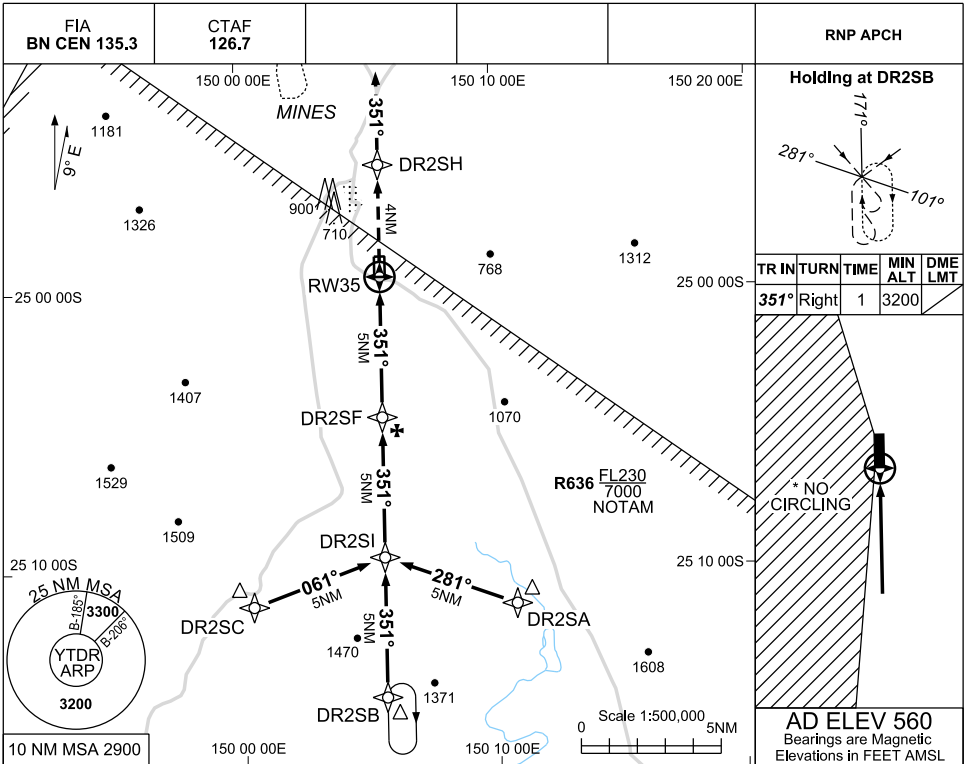 FIA
BN CEN 135.3
CTAF
126.7
RNP APCH
150 00 00E
150 10 00E
150 20 00E
MINES
351°
DR2SH
1181
9° E
4NM
900
710
1326
768
1312
RW35
25 00 00S
25 00 00S
351°
5NM
1407
DR2SF
1070
351°
5NM
1529
R636 FL230
7000
NOTAM
1509
DR2SI
25 10 00S
25 10 00S
061°
5NM
281°
5NM
DR2SC
DR2SA
351°
5NM
1470
1608
1371
DR2SB
25 NM MSA
B-185°
3300
B-206°
YTDR
ARP
3200
10 NM MSA 2900
150 00 00E
150 10 00E
Scale 1:500,000
0
5NM
Holding at DR2SB
171°
281°
101°
TR IN TURN TIME MIN ALT DME LMT
351° Right 1 3200
* NO
CIRCLING
AD ELEV 560
Bearings are Magnetic
Elevations in FEET AMSL